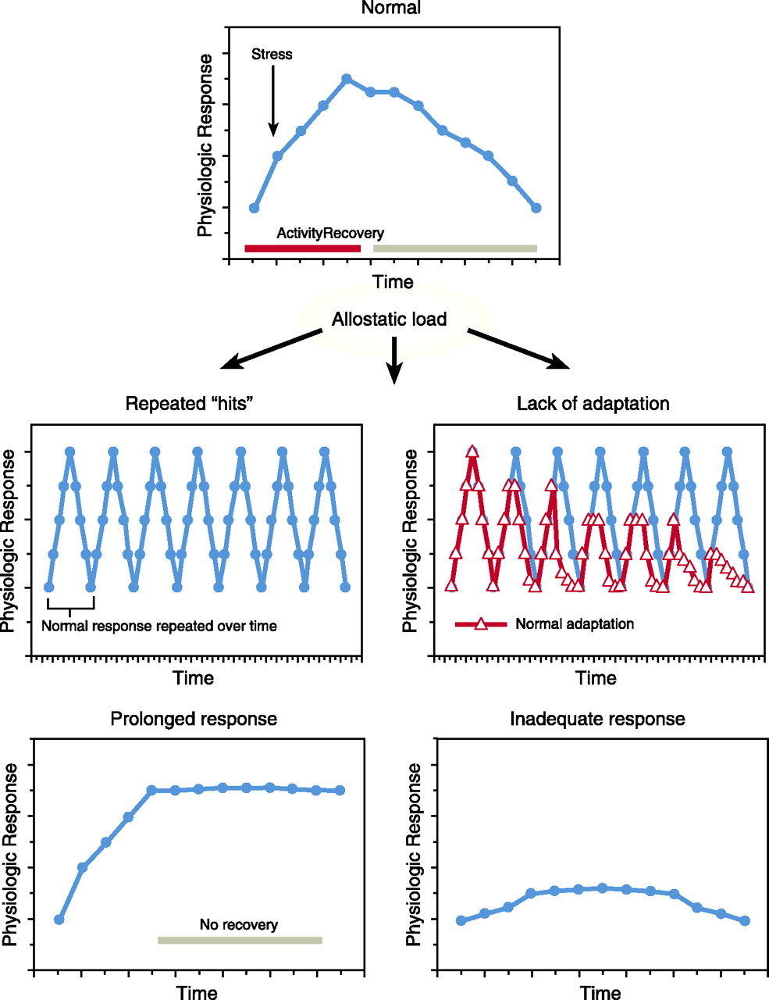 Normal
Stress
Physiologic Response
ActivityRecovery
Time
Allostatic load
Repeated “hits”
Lack of adaptation
Physiologic Response
Normal response repeated over time
Time
Physiologic Response
Normal adaptation
Time
Prolonged response
Inadequate response
Physiologic Response
No recovery
Time
Physiologic Response
Time